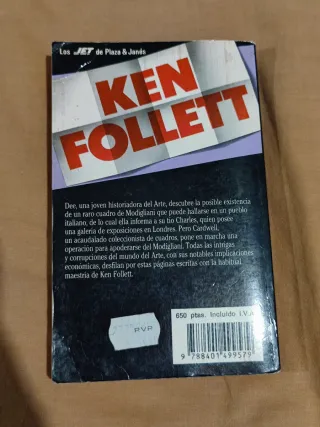 Los JET de Plaza & Janés
KEN
FOLLETT
Dee, una joven historiadora del Arte, descubre la posible existencia
de un raro cuadro de Modigliani que puede hallarse en un pueblo
italiano, de lo cual ella informa a su tío Charles, quien posee
una galería de exposiciones en Londres. Pero Cardwell,
un acaudalado coleccionista de cuadros, pone en marcha una
operación para apoderarse del Modigliani. Todas las intrigas
y corrupciones del mundo del Arte, con sus notables implicaciones
económicas, desfilan por estas páginas escritas con la habitual
maestría de Ken Follett.
650 ptas. Incluido I.V.A
P.V.P.
9 788401 499579